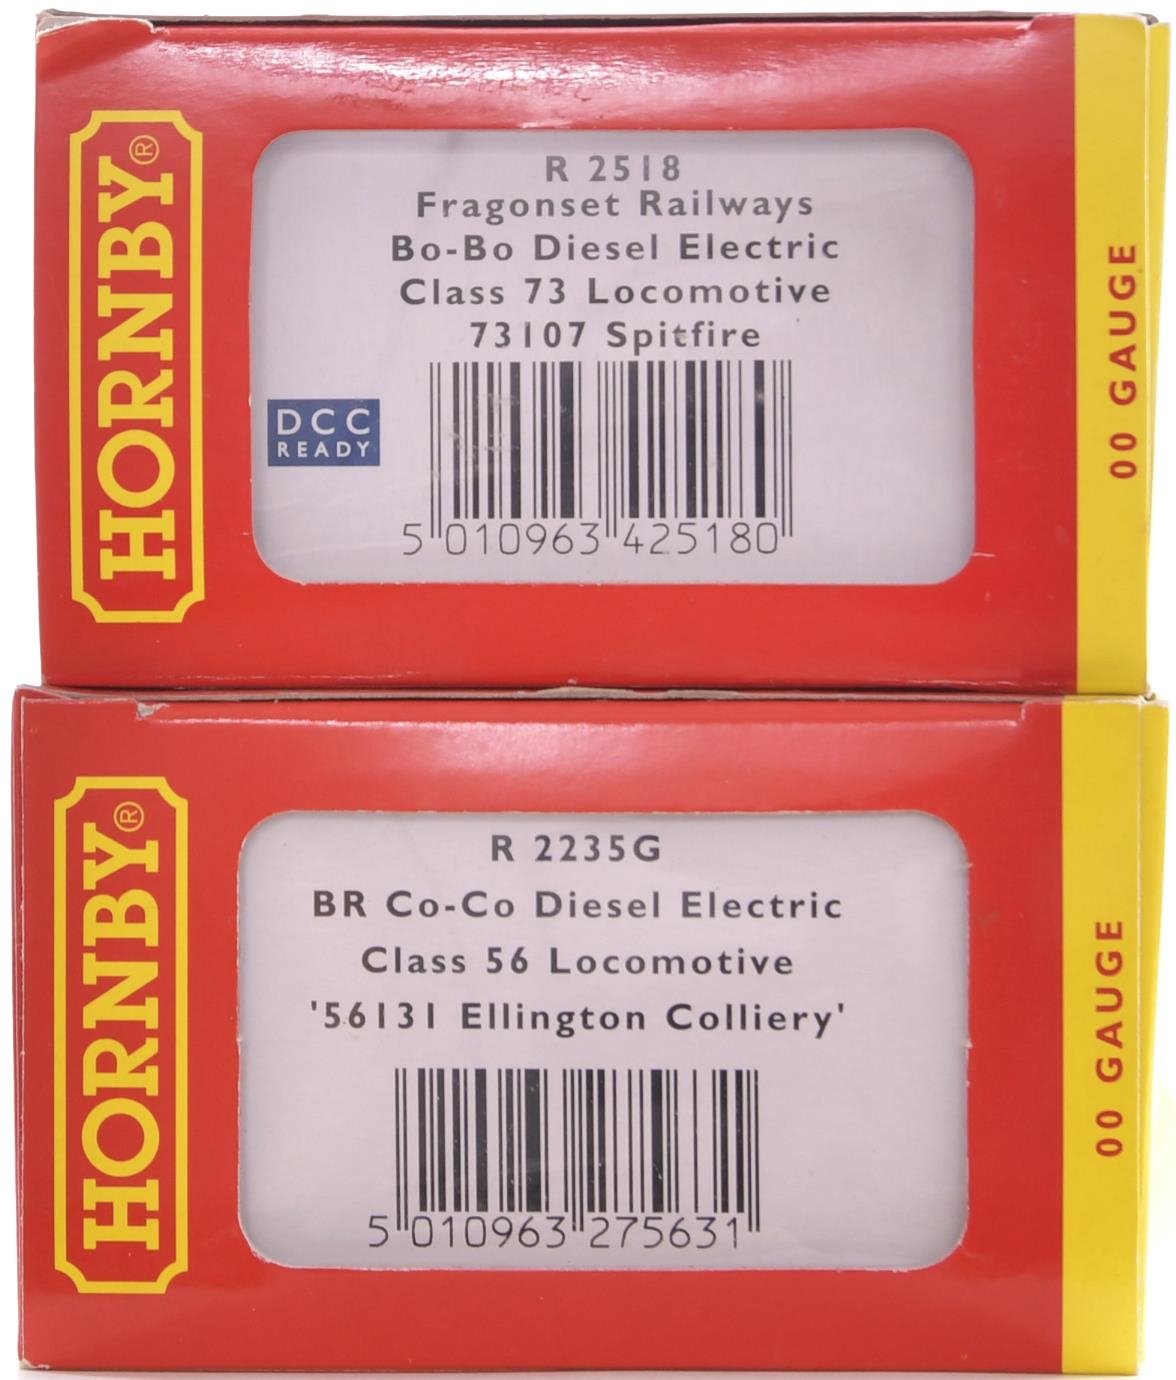 HORNBY®
R 2518
Fragonset Railways
Bo-Bo Diesel Electric
Class 73 Locomotive
73107 Spitfire
DCC
READY
5 010963 425180
00 GAUGE
HORNBY®
R 2235G
BR Co-Co Diesel Electric
Class 56 Locomotive
'56131 Ellington Colliery'
5 010963 275631
00 GAUGE